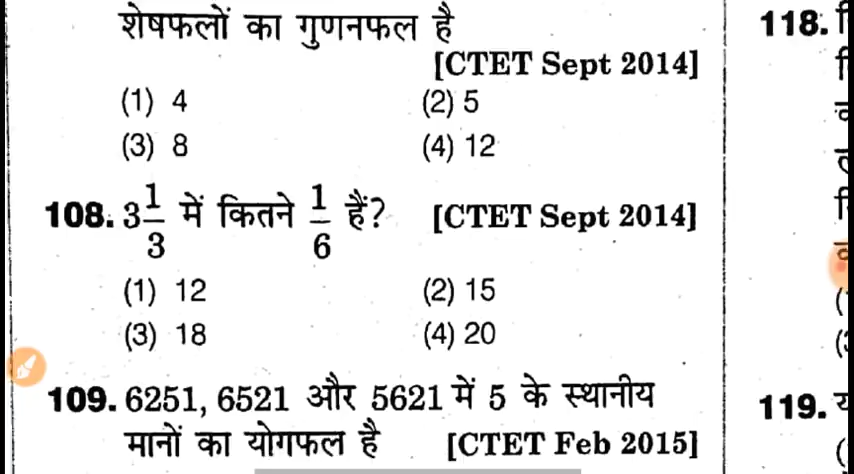 शेषफलों का गुणनफल है
[CTET Sept 2014]
(1) 4 (2) 5
(3) 8 (4) 12
108. 3 1/3 में कितने 1/6 हैं? [CTET Sept 2014]
(1) 12 (2) 15
(3) 18 (4) 20
109. 6251, 6521 और 5621 में 5 के स्थानीय
मानों का योगफल है [CTET Feb 2015]
118.
119.